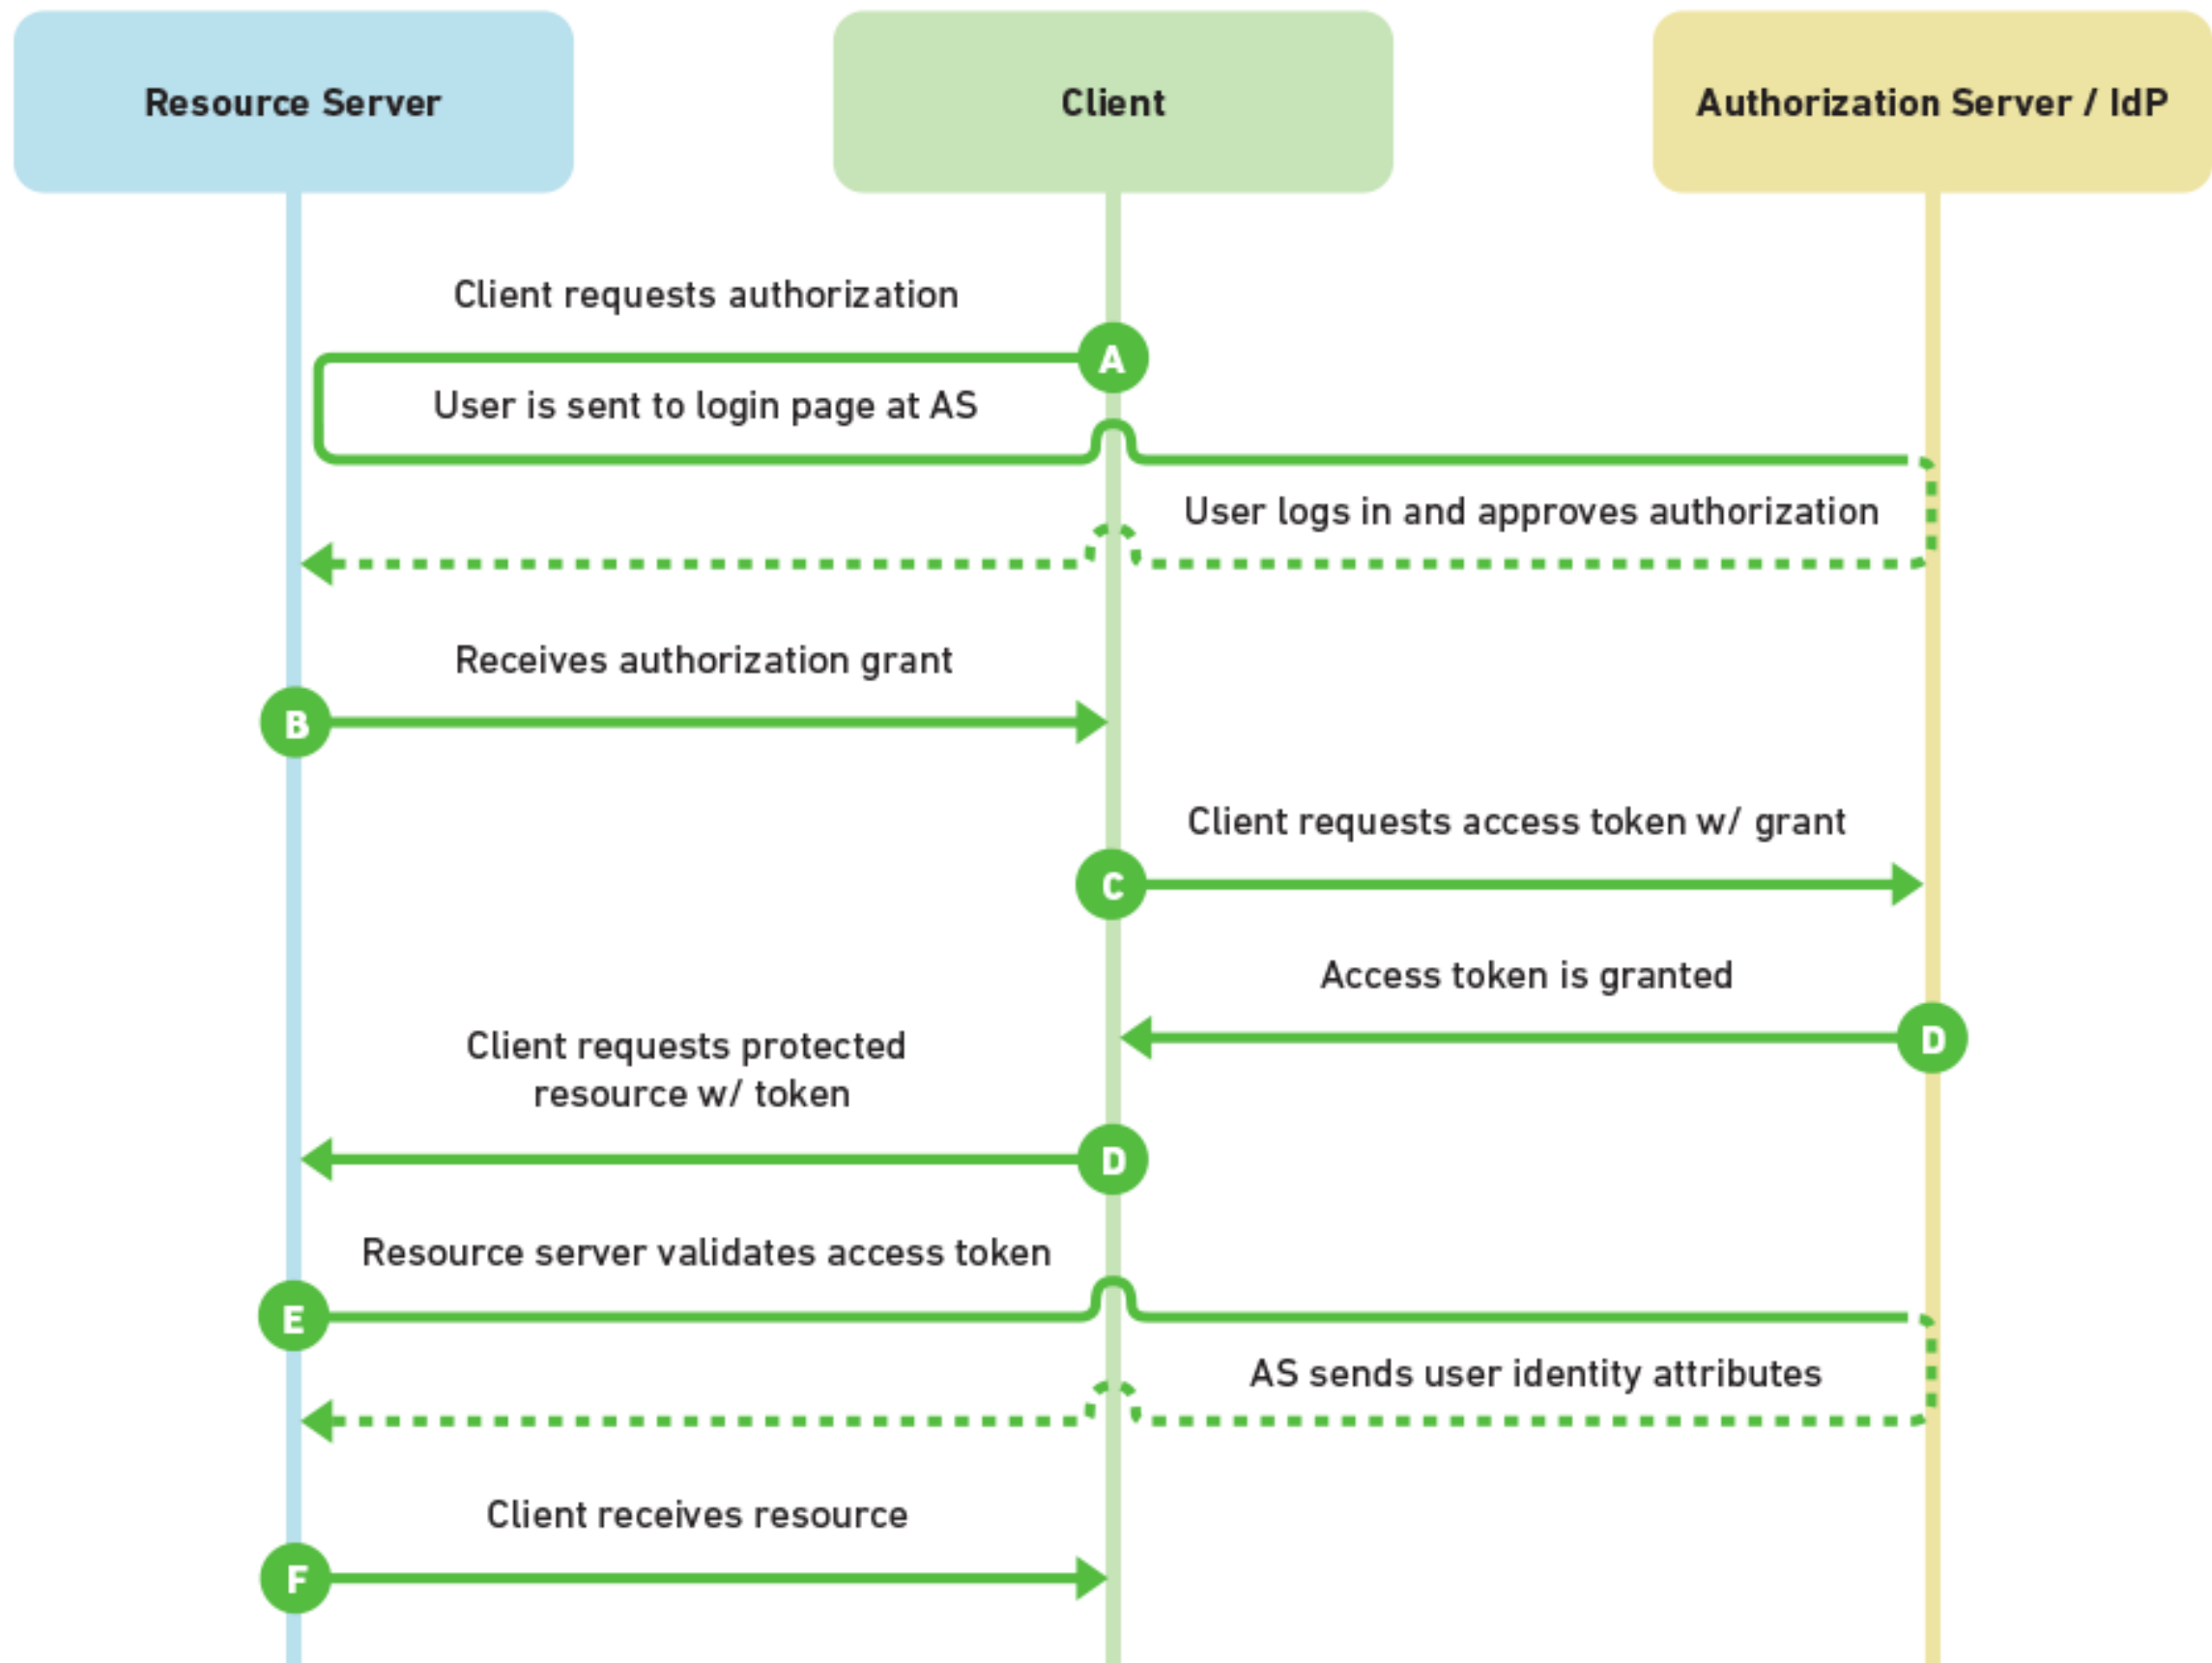 Resource Server
Client
Authorization Server / IdP
Client requests authorization
A
User is sent to login page at AS
User logs in and approves authorization
Receives authorization grant
B
Client requests access token w/ grant
C
Access token is granted
D
Client requests protected
resource w/ token
D
Resource server validates access token
E
AS sends user identity attributes
Client receives resource
F